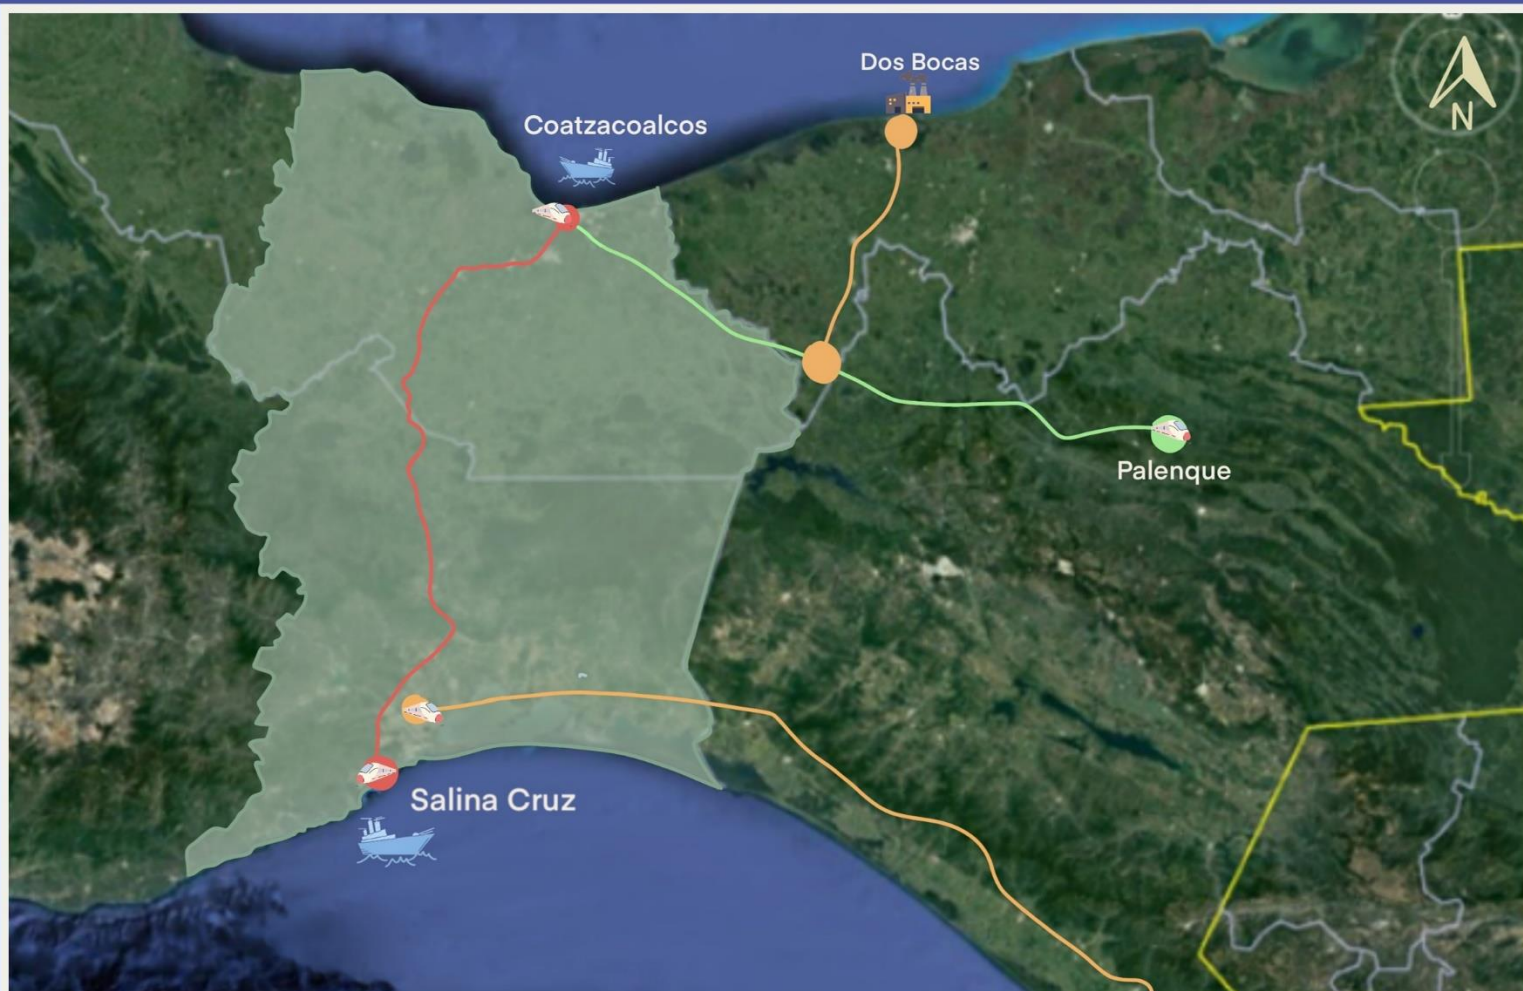 Dos Bocas
Coatzacoalcos
N
Palenque
Salina Cruz